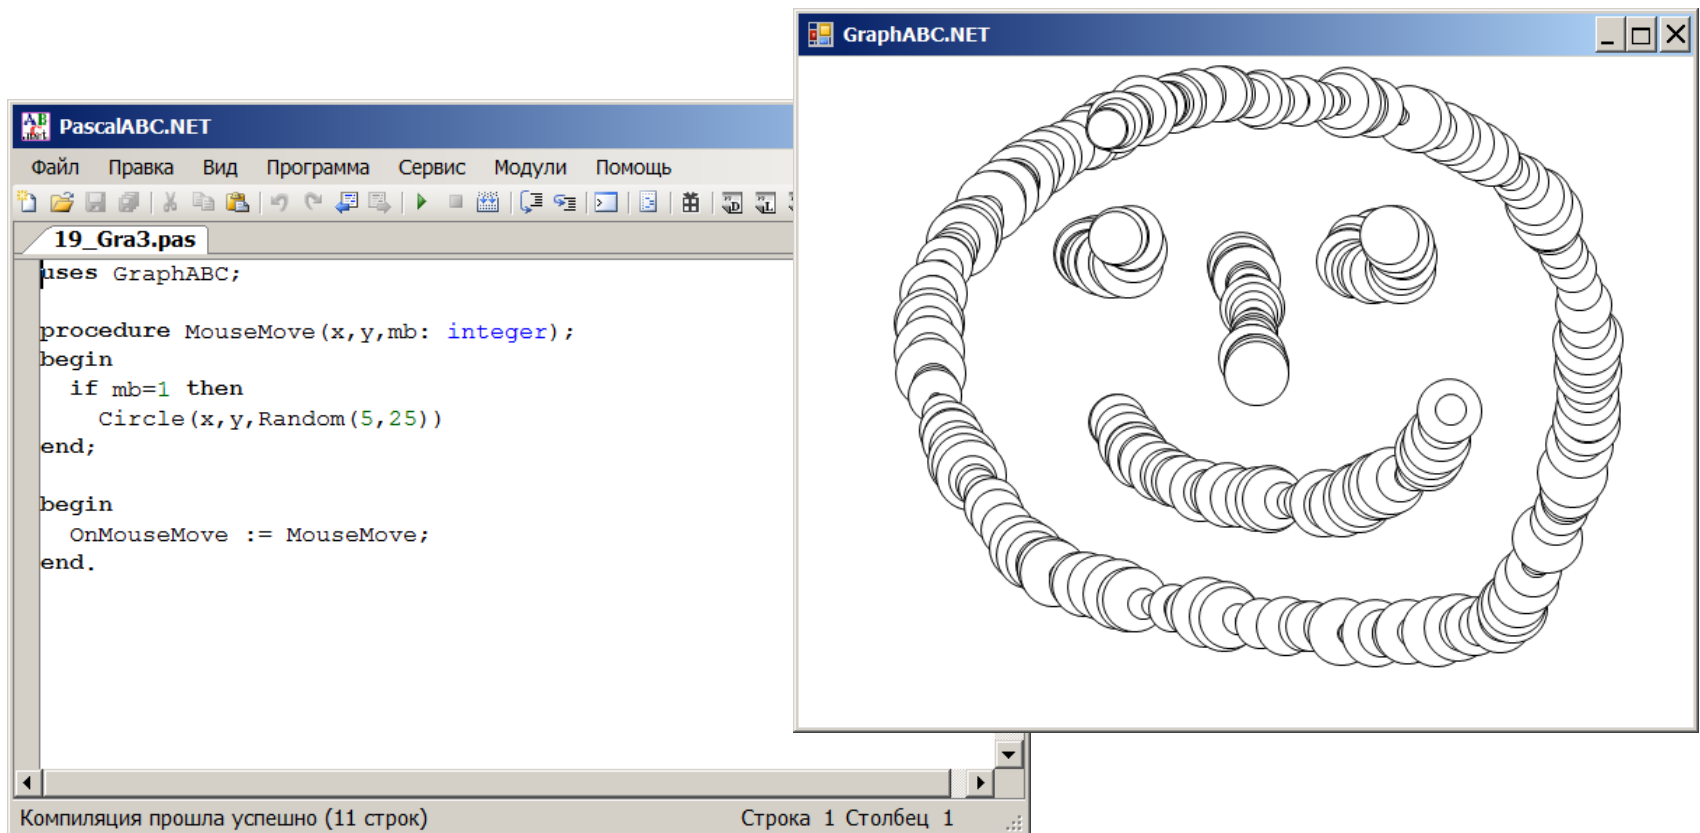 PascalABC.NET
Файл Правка Вид Программа Сервис Модули Помощь
19_Gra3.pas
uses GraphABC;
procedure MouseMove(x,y,mb: integer);
begin
if mb=1 then
Circle(x,y,Random(5,25))
end;
begin
OnMouseMove := MouseMove;
end.
Компиляция прошла успешно (11 строк) Строка 1 Столбец 1
GraphABC.NET